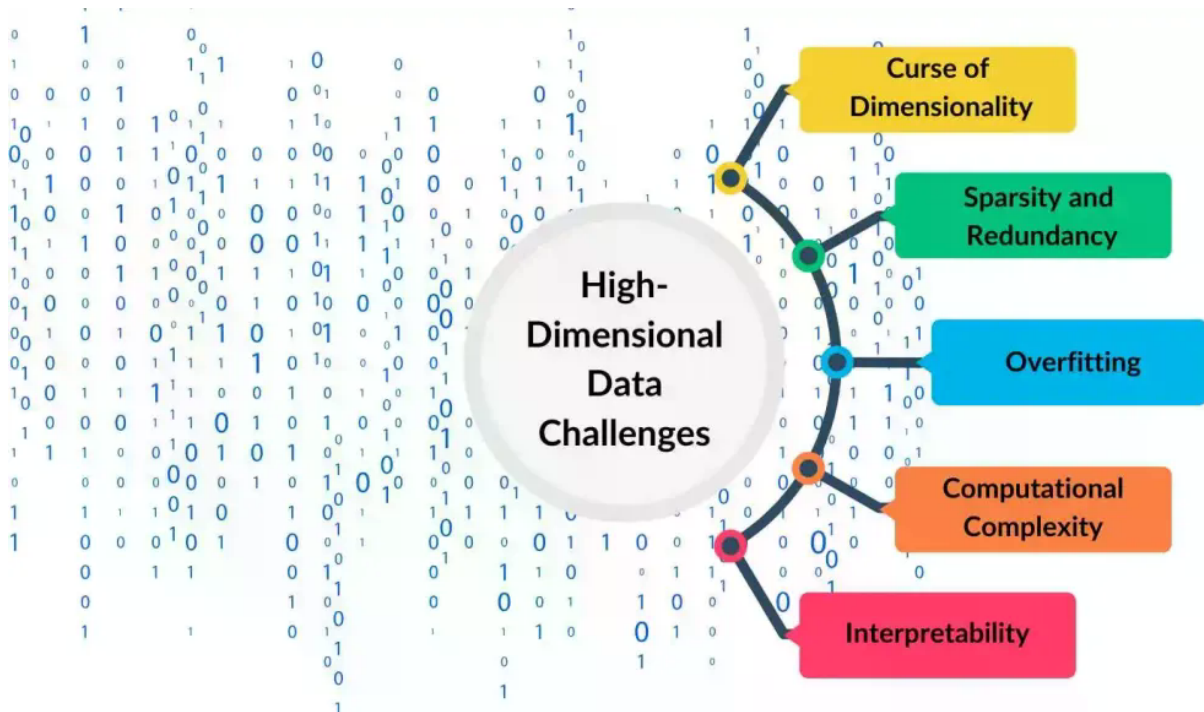 High-
Dimensional
Data
Challenges
Curse of
Dimensionality
Sparsity and
Redundancy
Overfitting
Computational
Complexity
Interpretability